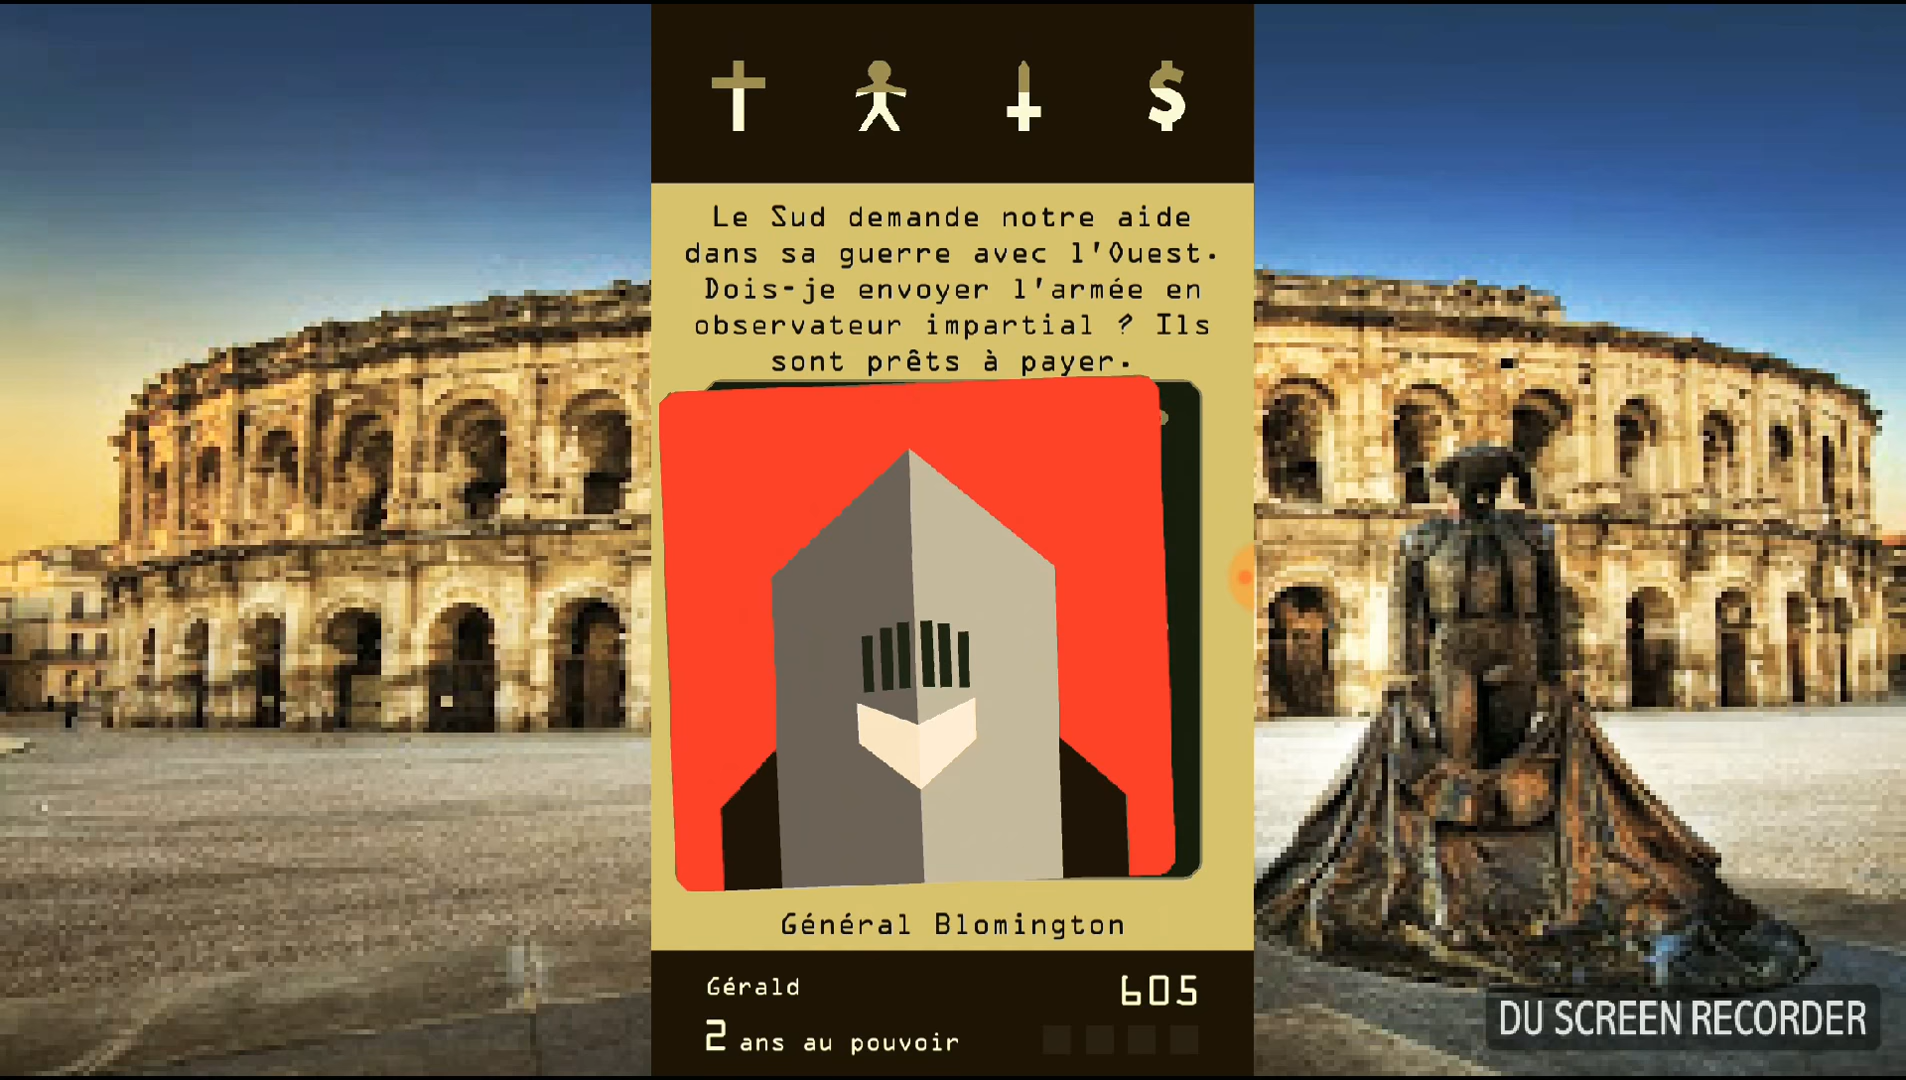 Le Sud demande notre aide
dans sa guerre avec l'Ouest.
Dois-je envoyer l'armée en
observateur impartial ? Ils
sont prêts à payer.
Général Blomington
Gérald
605
2 ans au pouvoir
DU SCREEN RECORDER